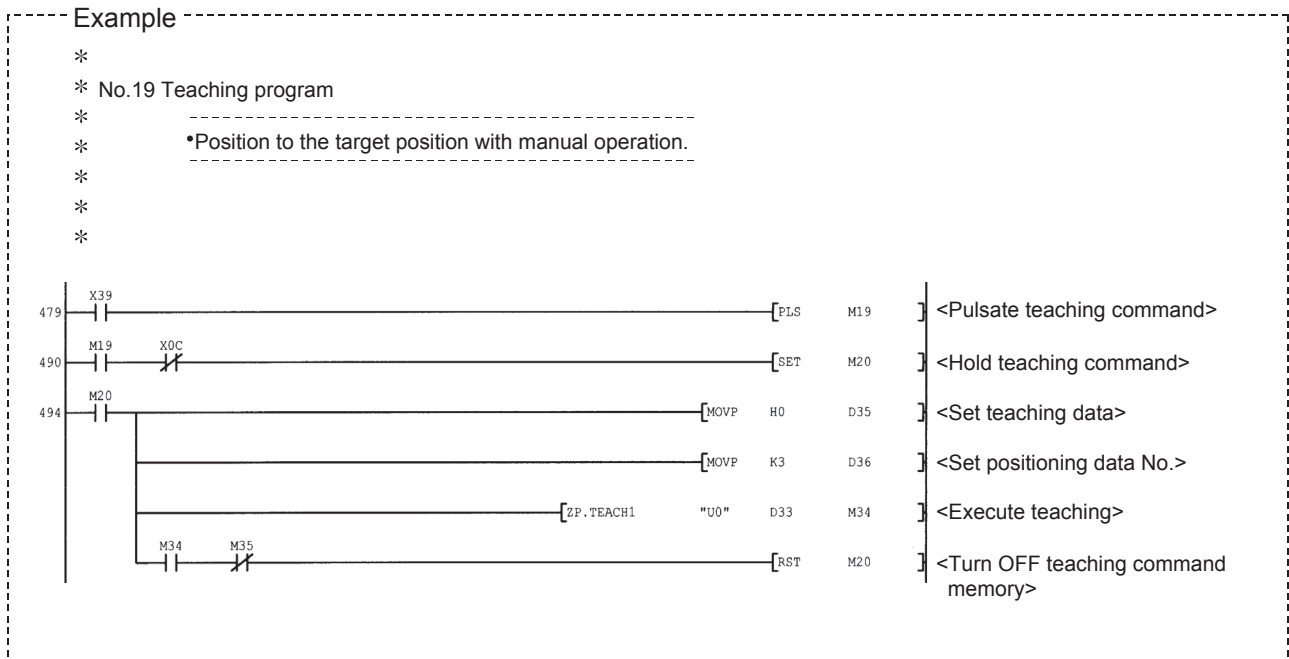 Example
*
* No.19 Teaching program
*
* •Position to the target position with manual operation.
*
*
*
X39
479 [PLS M19 ] <Pulsate teaching command>
M19 X0C
490 [SET M20 ] <Hold teaching command>
M20
494 [MOVP H0 D35 ] <Set teaching data>
[MOVP K3 D36 ] <Set positioning data No.>
[ZP.TEACH1 "U0" D33 M34 ] <Execute teaching>
M34 M35
[RST M20 ] <Turn OFF teaching command
memory>